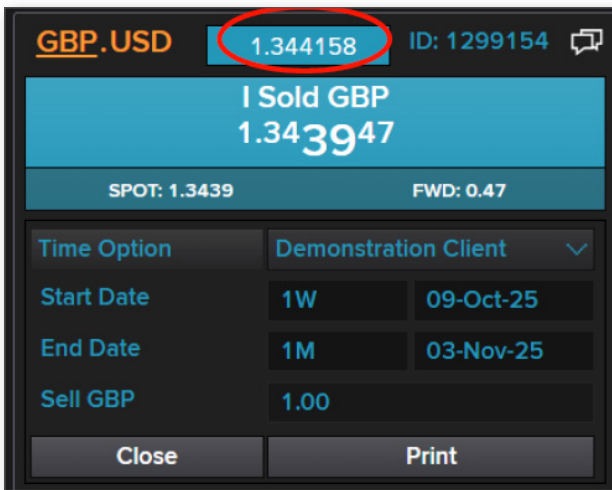 GBP.USD 1.344158 ID: 1299154
I Sold GBP
1.343947
SPOT: 1.3439 FWD: 0.47
Time Option Demonstration Client
Start Date 1W 09-Oct-25
End Date 1M 03-Nov-25
Sell GBP 1.00
Close Print